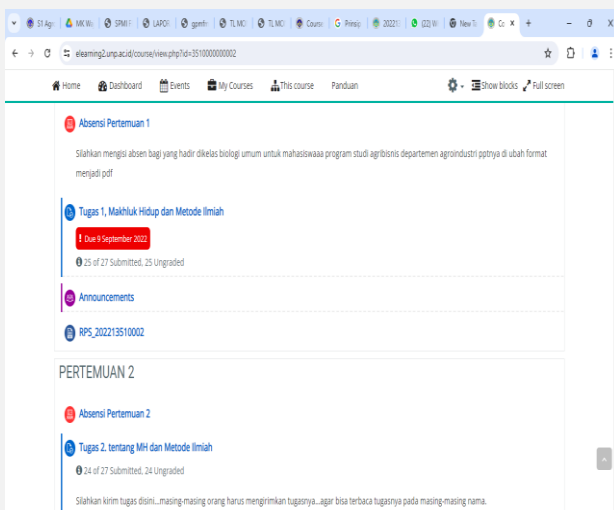 S1 Agr
MK W
SPMI F
LAPOF
gpmfr
TL MO
TL MO
Course
Prinsip
20221
(22) W
New Ta
Co
elearning2.unp.ac.id/course/view.php?id=3510000000002
Home Dashboard Events My Courses This course Panduan Show blocks Full screen
Absensi Pertemuan 1
Silahkan mengisi absen bagi yang hadir dikelas biologi umum untuk mahasiswaaa program studi agribisnis departemen agroindustri pptnya di ubah format
menjadi pdf
Tugas 1, Makhluk Hidup dan Metode Ilmiah
! Due 9 September 2022
25 of 27 Submitted, 25 Ungraded
Announcements
RPS_202213510002
PERTEMUAN 2
Absensi Pertemuan 2
Tugas 2. tentang MH dan Metode Ilmiah
24 of 27 Submitted, 24 Ungraded
Silahkan kirim tugas disini...masing-masing orang harus mengirimkan tugasnya...agar bisa terbaca tugasnya pada masing-masing nama.